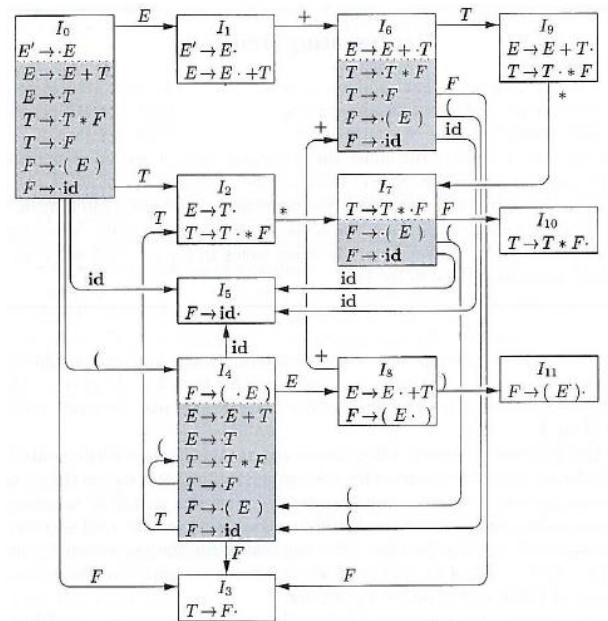 I₀
E′ → ·E
E → ·E + T
E → ·T
T → ·T * F
T → ·F
F → ·( E )
F → ·id
E
I₁
E′ → E·
E → E · +T
+
I₆
E → E + ·T
T → ·T * F
T → ·F
F → ·( E )
F → ·id
T
I₉
E → E + T·
T → T · * F
*
F
(
id
+
T
I₂
E → T·
T → T · * F
T
*
I₇
T → T * ·F
F → ·( E )
F → ·id
F
(
I₁₀
T → T * F·
id
id
id
I₅
F → id·
id
(
I₄
F → ( · E )
E → ·E + T
E → ·T
T → ·T * F
T → ·F
F → ·( E )
F → ·id
(
T
E
+
I₈
E → E · +T
F → ( E · )
)
I₁₁
F → ( E )·
(
(
F
F
F
I₃
T → F·